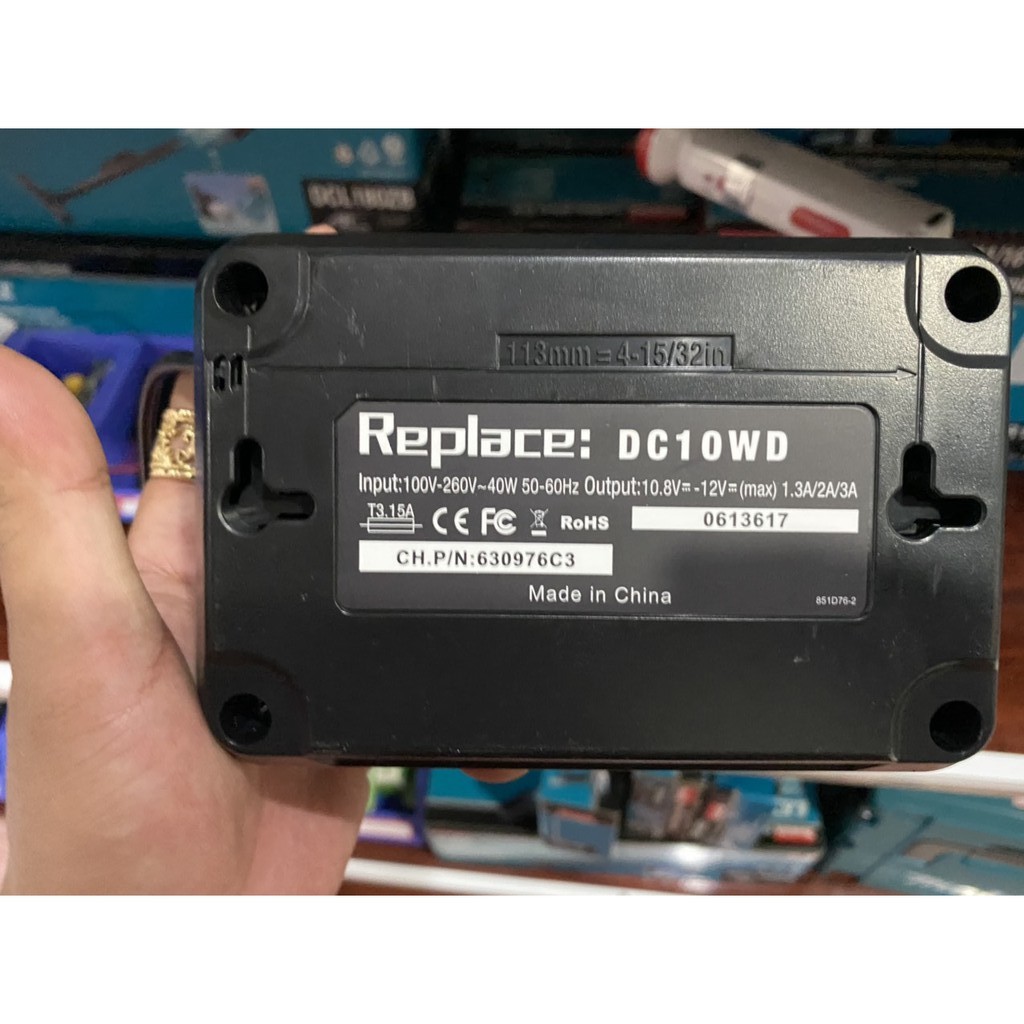 DCL180ZB
113mm = 4-15/32in
Replace: DC10WD
Input:100V-260V~40W 50-60Hz Output:10.8V⎓ -12V⎓(max) 1.3A/2A/3A
T3.15A CE FC RoHS 0613617
CH.P/N:630976C3
Made in China
851D76-2